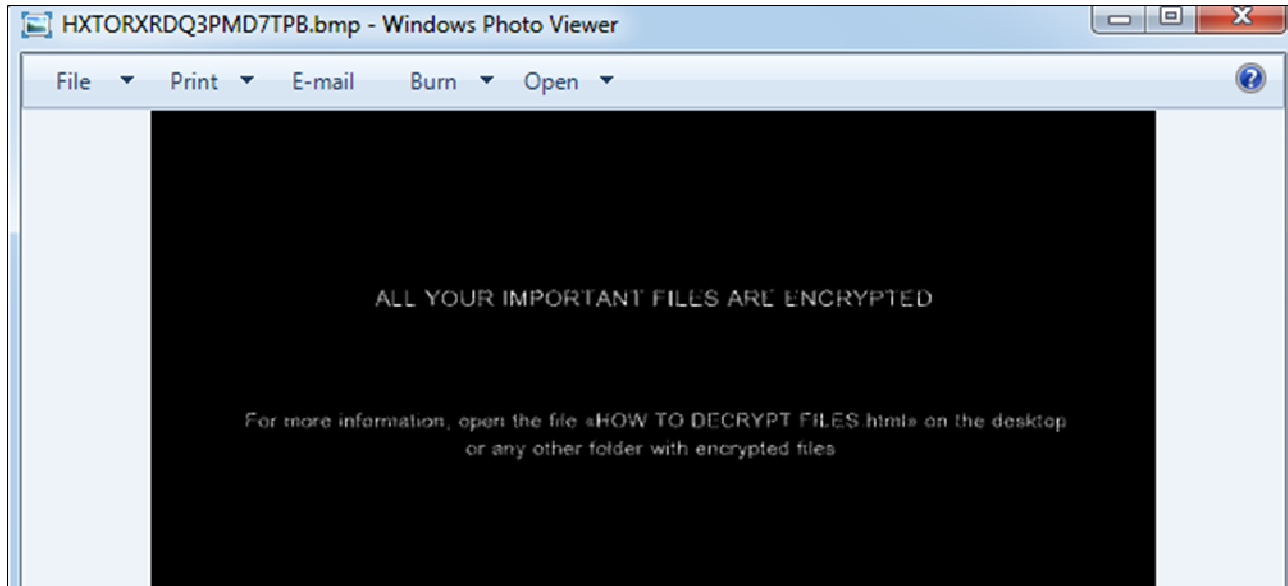 HXTORXRDQ3PMD7TPB.bmp - Windows Photo Viewer
File Print E-mail Burn Open
ALL YOUR IMPORTANT FILES ARE ENCRYPTED
For more information, open the file «HOW TO DECRYPT FILES.html» on the desktop
or any other folder with encrypted files